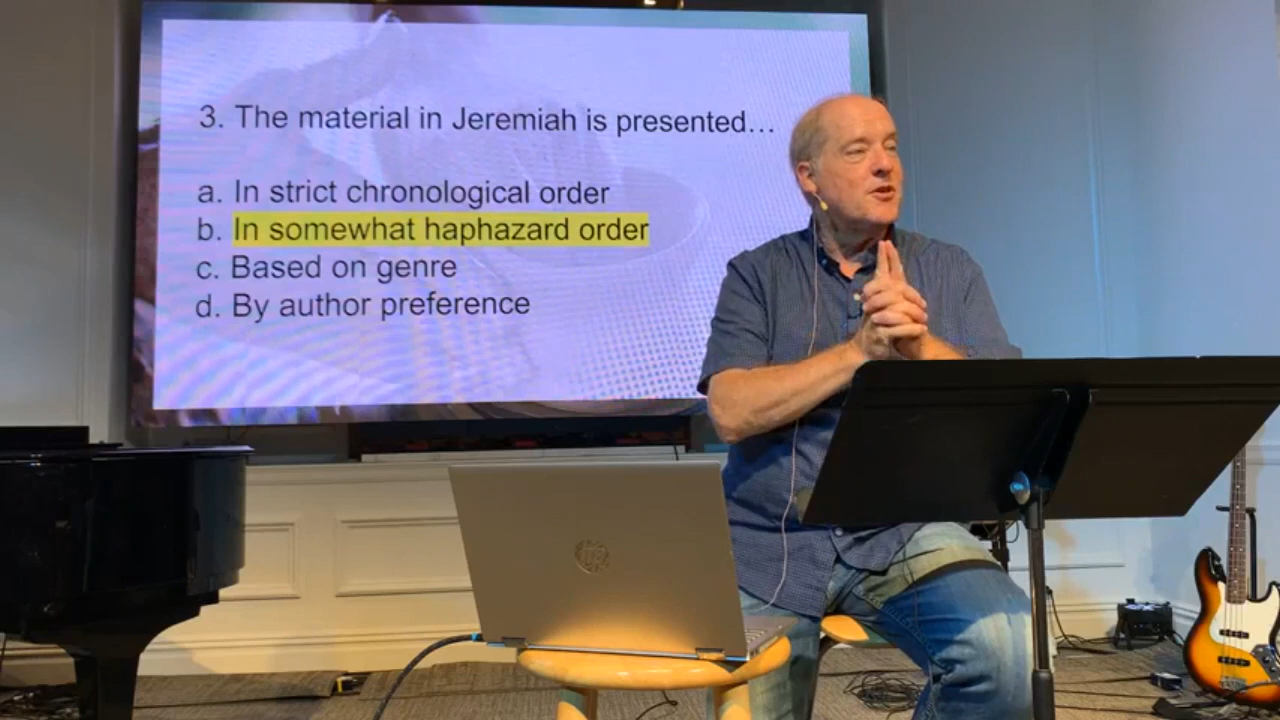 3. The material in Jeremiah is presented…
a. In strict chronological order
b. In somewhat haphazard order
c. Based on genre
d. By author preference
hp